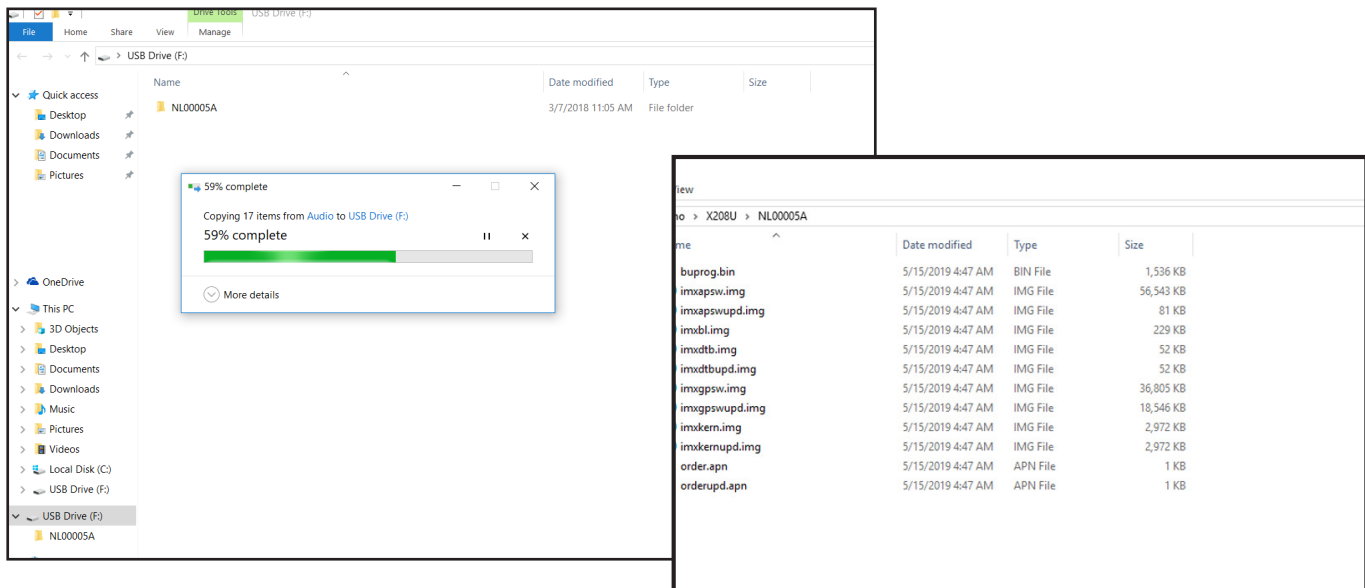 Drive Tools USB Drive (F:)
File Home Share View Manage
USB Drive (F:)
Name Date modified Type Size
Quick access
NL00005A 3/7/2018 11:05 AM File folder
Desktop
Downloads
Documents
Pictures
59% complete
Copying 17 items from Audio to USB Drive (F:)
59% complete
More details
OneDrive
This PC
3D Objects
Desktop
Documents
Downloads
Music
Pictures
Videos
Local Disk (C:)
USB Drive (F:)
USB Drive (F:)
NL00005A
iew
X208U > NL00005A
me Date modified Type Size
buprog.bin 5/15/2019 4:47 AM BIN File 1,536 KB
imxapsw.img 5/15/2019 4:47 AM IMG File 56,543 KB
imxapswupd.img 5/15/2019 4:47 AM IMG File 81 KB
imxbl.img 5/15/2019 4:47 AM IMG File 229 KB
imxdtb.img 5/15/2019 4:47 AM IMG File 52 KB
imxdtbupd.img 5/15/2019 4:47 AM IMG File 52 KB
imxgpsw.img 5/15/2019 4:47 AM IMG File 36,805 KB
imxgpswupd.img 5/15/2019 4:47 AM IMG File 18,546 KB
imxkern.img 5/15/2019 4:47 AM IMG File 2,972 KB
imxkernupd.img 5/15/2019 4:47 AM IMG File 2,972 KB
order.apn 5/15/2019 4:47 AM APN File 1 KB
orderupd.apn 5/15/2019 4:47 AM APN File 1 KB